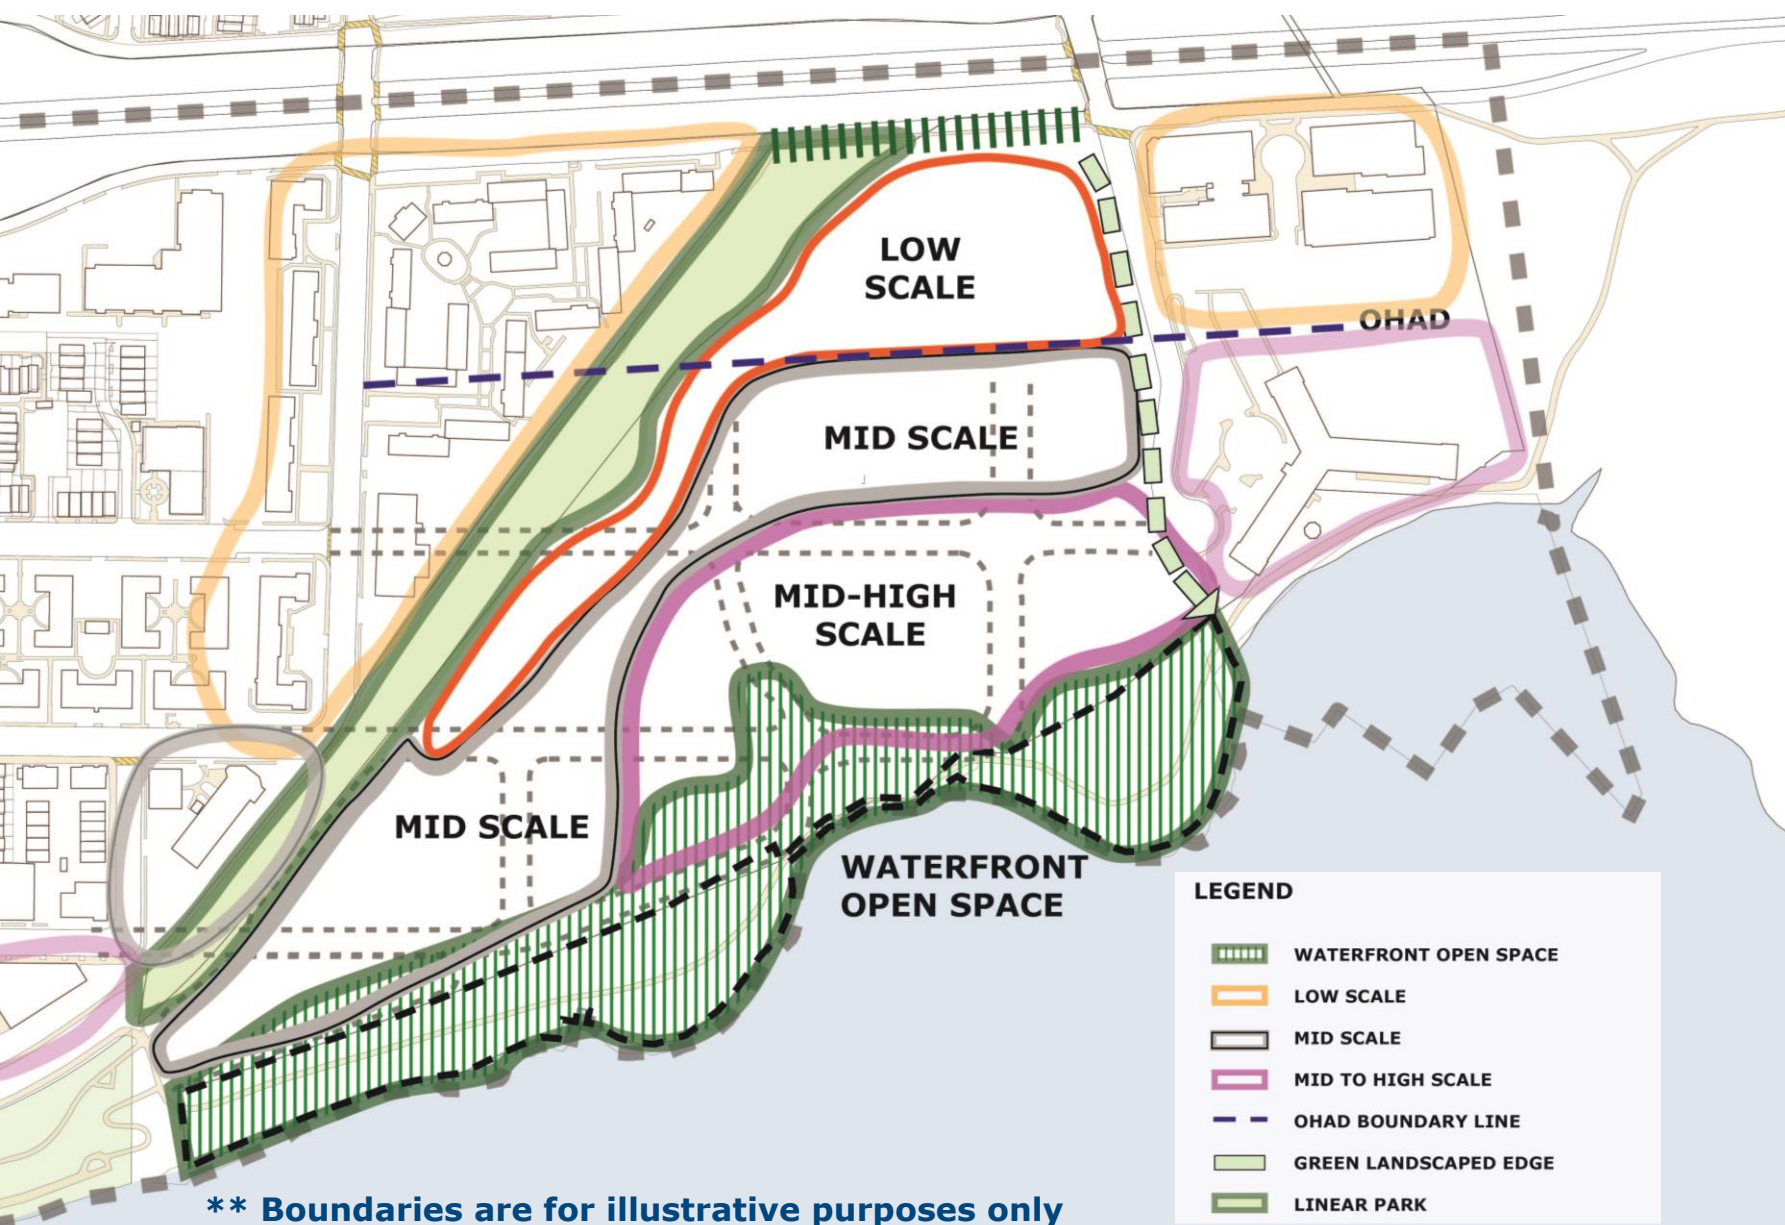 LOW
SCALE
OHAD
MID SCALE
MID-HIGH
SCALE
MID SCALE
WATERFRONT
OPEN SPACE
LEGEND
WATERFRONT OPEN SPACE
LOW SCALE
MID SCALE
MID TO HIGH SCALE
OHAD BOUNDARY LINE
GREEN LANDSCAPED EDGE
LINEAR PARK
** Boundaries are for illustrative purposes only